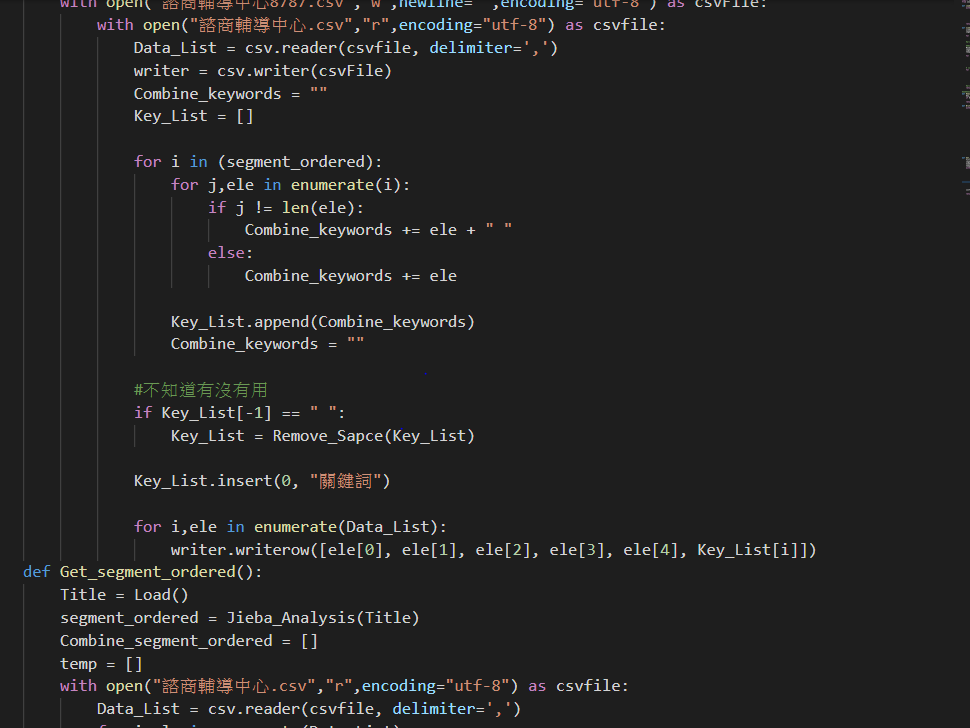 with open("諮商輔導中心8787.csv","w",newline="",encoding="utf-8") as csvFile:
with open("諮商輔導中心.csv","r",encoding="utf-8") as csvfile:
Data_List = csv.reader(csvfile, delimiter=',')
writer = csv.writer(csvFile)
Combine_keywords = ""
Key_List = []
for i in (segment_ordered):
for j,ele in enumerate(i):
if j != len(ele):
Combine_keywords += ele + " "
else:
Combine_keywords += ele
Key_List.append(Combine_keywords)
Combine_keywords = ""
#不知道有沒有用
if Key_List[-1] == " ":
Key_List = Remove_Sapce(Key_List)
Key_List.insert(0, "關鍵詞")
for i,ele in enumerate(Data_List):
writer.writerow([ele[0], ele[1], ele[2], ele[3], ele[4], Key_List[i]])
def Get_segment_ordered():
Title = Load()
segment_ordered = Jieba_Analysis(Title)
Combine_segment_ordered = []
temp = []
with open("諮商輔導中心.csv","r",encoding="utf-8") as csvfile:
Data_List = csv.reader(csvfile, delimiter=',')